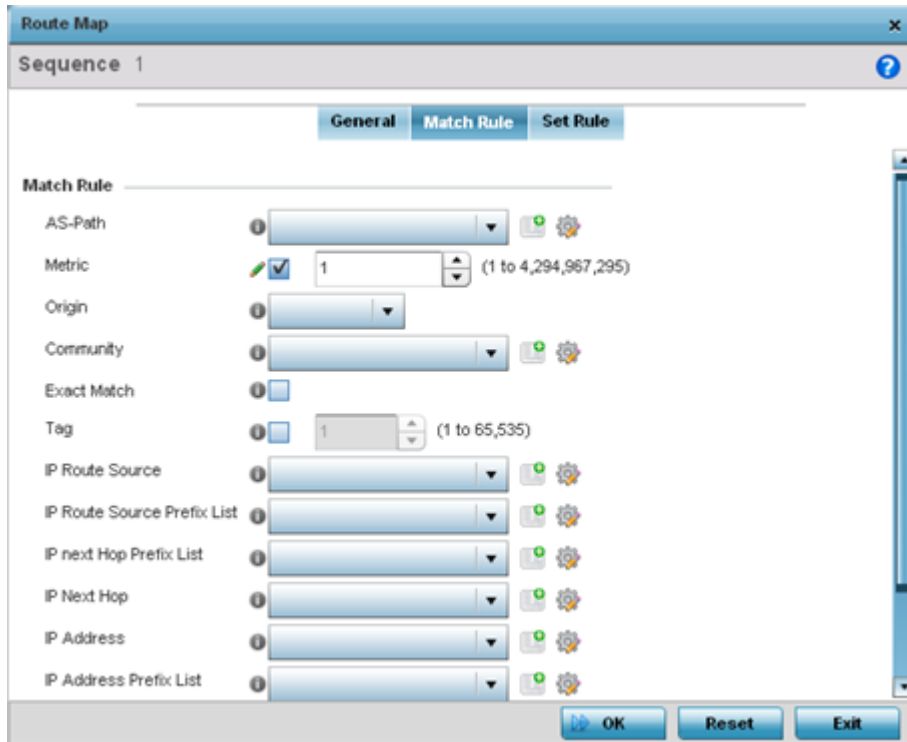 Route Map
Sequence 1
General Match Rule Set Rule
Match Rule
AS-Path
Metric 1 (1 to 4,294,967,295)
Origin
Community
Exact Match
Tag 1 (1 to 65,535)
IP Route Source
IP Route Source Prefix List
IP next Hop Prefix List
IP Next Hop
IP Address
IP Address Prefix List
OK Reset Exit